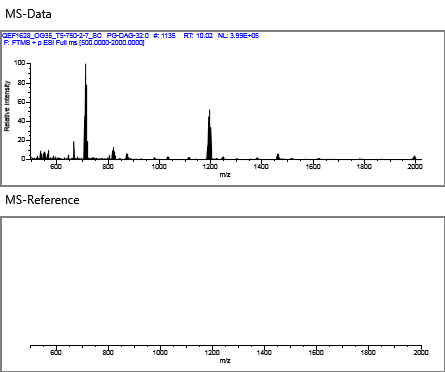 MS-Data
QEF1628_OG35_T5-750-2-7_BC PG-DAG-32:0 #: 1135 RT: 10.02 NL: 3.99E+05
F: FTMS + p ESI Full ms [500.0000-2000.0000]
Relative Intensity
100
80
60
40
20
0
600 800 1000 1200 1400 1600 1800 2000
m/z
MS-Reference
600 800 1000 1200 1400 1600 1800 2000
m/z